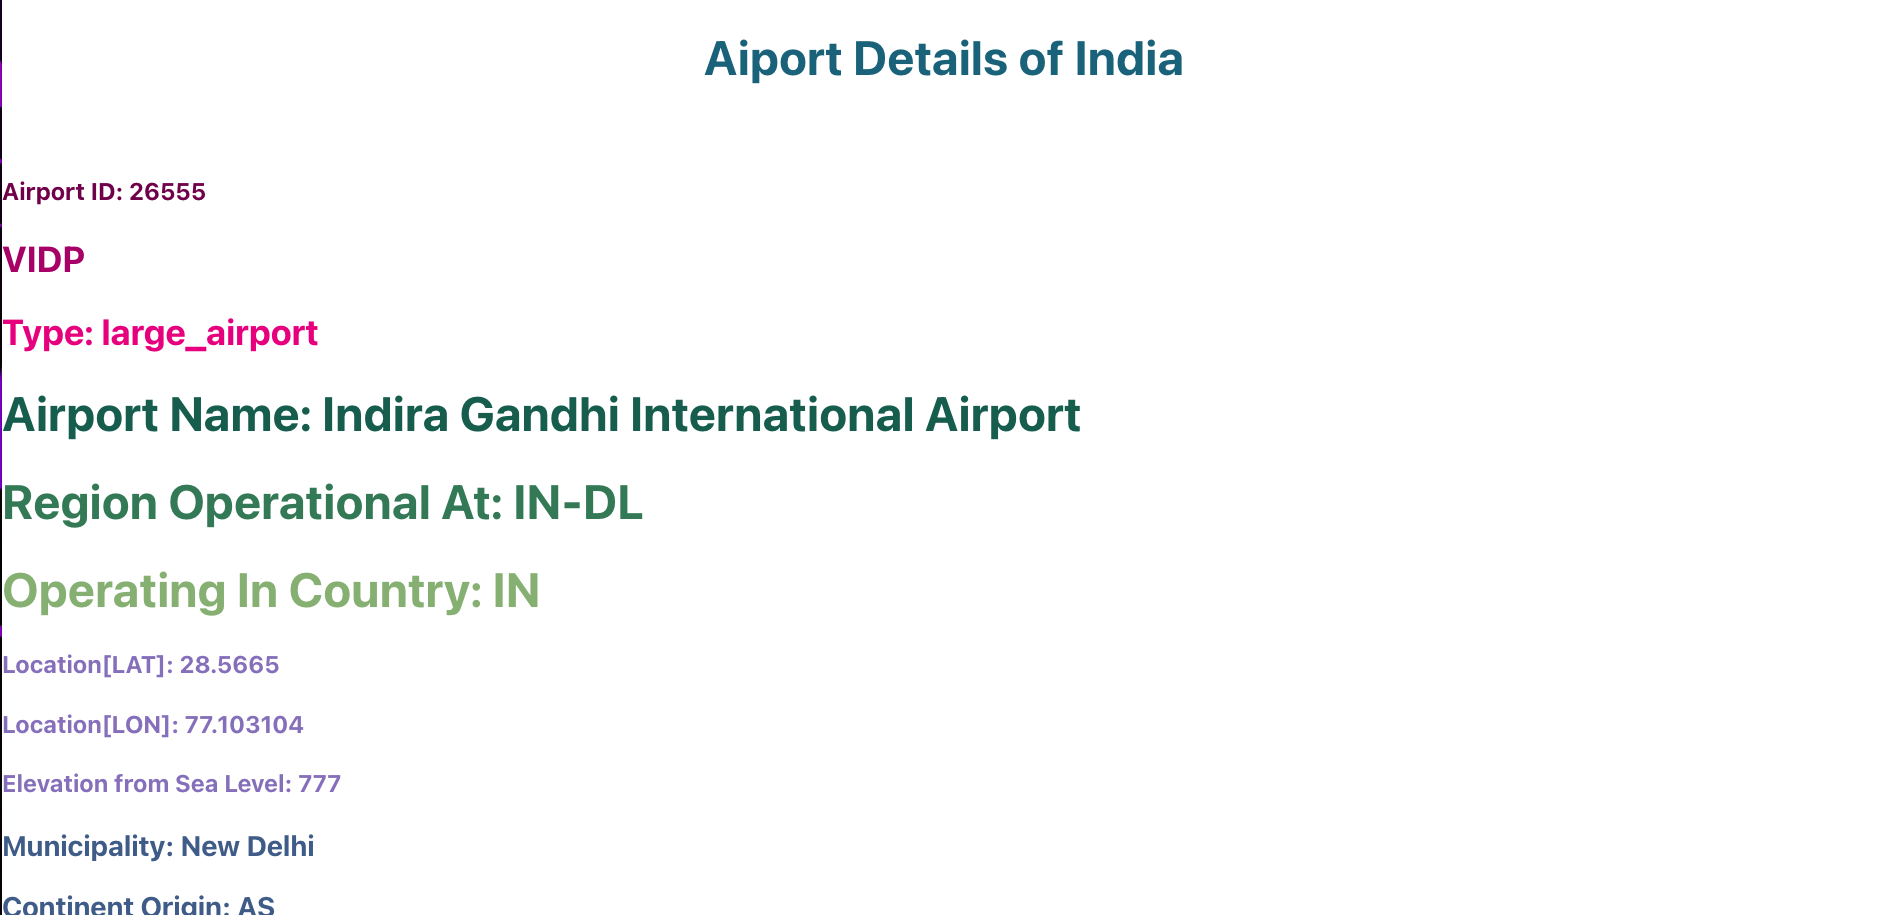 Aiport Details of India
Airport ID: 26555
VIDP
Type: large_airport
Airport Name: Indira Gandhi International Airport
Region Operational At: IN-DL
Operating In Country: IN
Location[LAT]: 28.5665
Location[LON]: 77.103104
Elevation from Sea Level: 777
Municipality: New Delhi
Continent Origin: AS